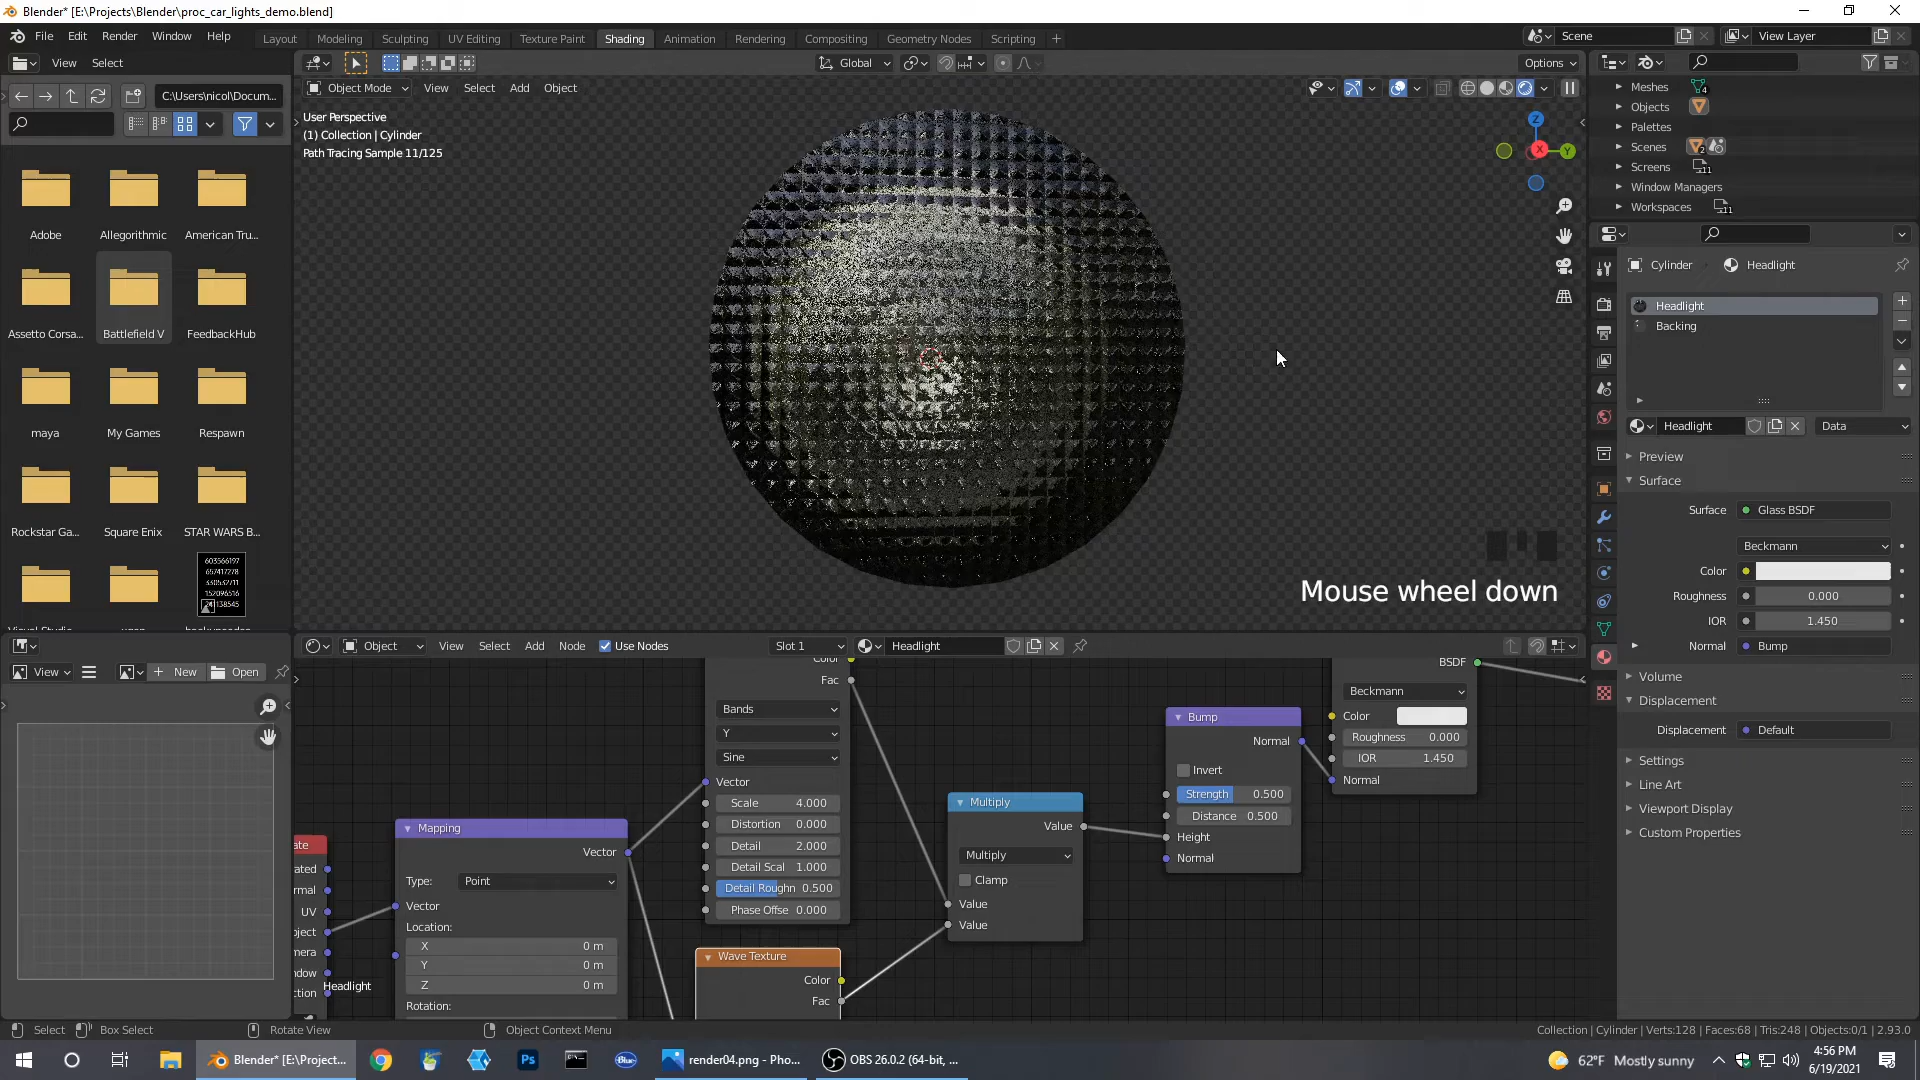 Blender* [E:\Projects\Blender\proc_car_lights_demo.blend]
File Edit Render Window Help
Layout Modeling Sculpting UV Editing Texture Paint Shading Animation Rendering Compositing Geometry Nodes Scripting +
Scene
View Layer
View Select
Global
Options
C:\Users\nicol\Docum...
Object Mode View Select Add Object
User Perspective
(1) Collection | Cylinder
Path Tracing Sample 11/125
Z
X
Y
Meshes 4
Objects
Palettes
Scenes 2
Screens 11
Window Managers
Workspaces 11
Adobe
Allegorithmic
American Tru...
Assetto Corsa...
Battlefield V
FeedbackHub
maya
My Games
Respawn
Rockstar Ga...
Square Enix
STAR WARS B...
Cylinder
Headlight
Headlight
Backing
Headlight
Data
Preview
Surface
Surface
Glass BSDF
Beckmann
Color
Roughness 0.000
IOR 1.450
Normal
Bump
Volume
Displacement
Displacement
Default
Settings
Line Art
Viewport Display
Custom Properties
Mouse wheel down
Object View Select Add Node Use Nodes Slot 1 Headlight
View New Open
Fac
Bands
Y
Sine
Vector
Scale 4.000
Distortion 0.000
Detail 2.000
Detail Scal 1.000
Detail Roughn 0.500
Phase Offse 0.000
Wave Texture
Color
Fac
Mapping
Vector
Type: Point
Vector
Location:
X 0 m
Y 0 m
Z 0 m
Rotation:
ate
ated
rmal
UV
ject
mera
ndow
ction
Headlight
Multiply
Value
Multiply
Clamp
Value
Value
Bump
Normal
Invert
Strength 0.500
Distance 0.500
Height
Normal
BSDF
Beckmann
Color
Roughness 0.000
IOR 1.450
Normal
Select Box Select Rotate View Object Context Menu
Collection | Cylinder | Verts:128 | Faces:68 | Tris:248 | Objects:0/1 | 2.93.0
Blender* [E:\Project...
Ps
render04.png - Pho...
OBS 26.0.2 (64-bit, ...
62°F Mostly sunny
4:56 PM
6/19/2021